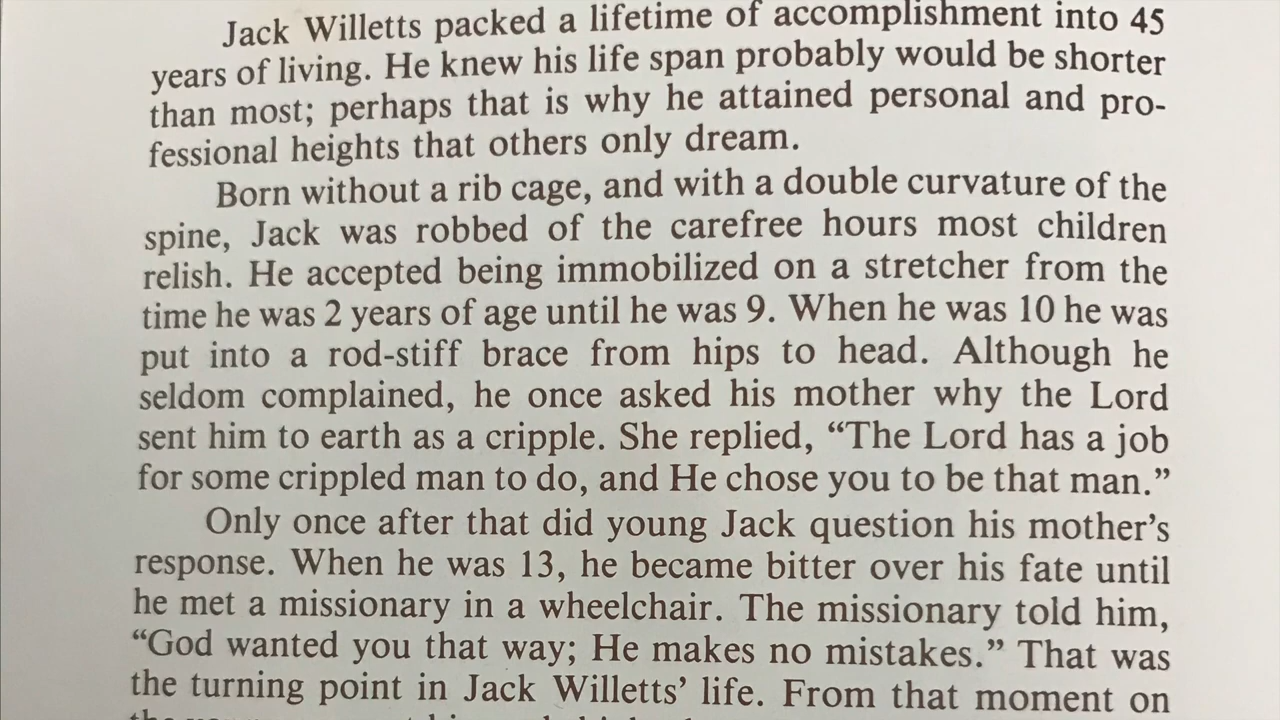 Jack Willetts packed a lifetime of accomplishment into 45
years of living. He knew his life span probably would be shorter
than most; perhaps that is why he attained personal and pro-
fessional heights that others only dream.
Born without a rib cage, and with a double curvature of the
spine, Jack was robbed of the carefree hours most children
relish. He accepted being immobilized on a stretcher from the
time he was 2 years of age until he was 9. When he was 10 he was
put into a rod-stiff brace from hips to head. Although he
seldom complained, he once asked his mother why the Lord
sent him to earth as a cripple. She replied, “The Lord has a job
for some crippled man to do, and He chose you to be that man.”
Only once after that did young Jack question his mother’s
response. When he was 13, he became bitter over his fate until
he met a missionary in a wheelchair. The missionary told him,
“God wanted you that way; He makes no mistakes.” That was
the turning point in Jack Willetts’ life. From that moment on